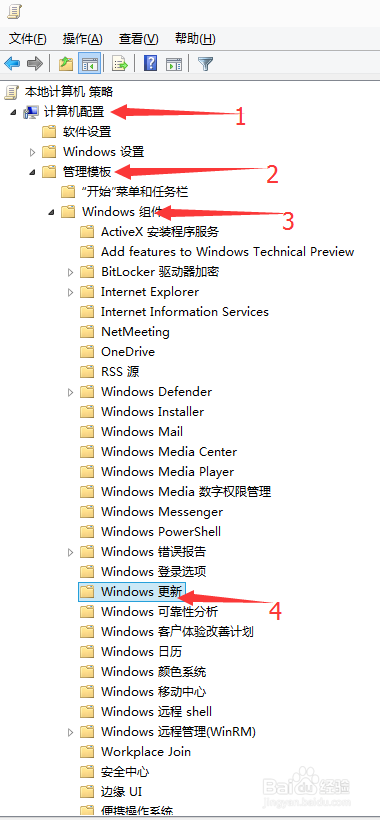 文件(F) 操作(A) 查看(V) 帮助(H)
本地计算机 策略
计算机配置 1
软件设置
Windows 设置
管理模板 2
“开始”菜单和任务栏
Windows 组件 3
ActiveX 安装程序服务
Add features to Windows Technical Preview
BitLocker 驱动器加密
Internet Explorer
Internet Information Services
NetMeeting
OneDrive
RSS 源
Windows Defender
Windows Installer
Windows Mail
Windows Media Center
Windows Media Player
Windows Media 数字权限管理
Windows Messenger
Windows PowerShell
Windows 错误报告
Windows 登录选项
Windows 更新 4
Windows 可靠性分析
Windows 客户体验改善计划
Windows 日历
Windows 颜色系统
Windows 移动中心
Windows 远程 shell
Windows 远程管理(WinRM)
Workplace Join
安全中心
边缘 UI
便携操作系统
Baidu 经验
jingyan.baidu.com